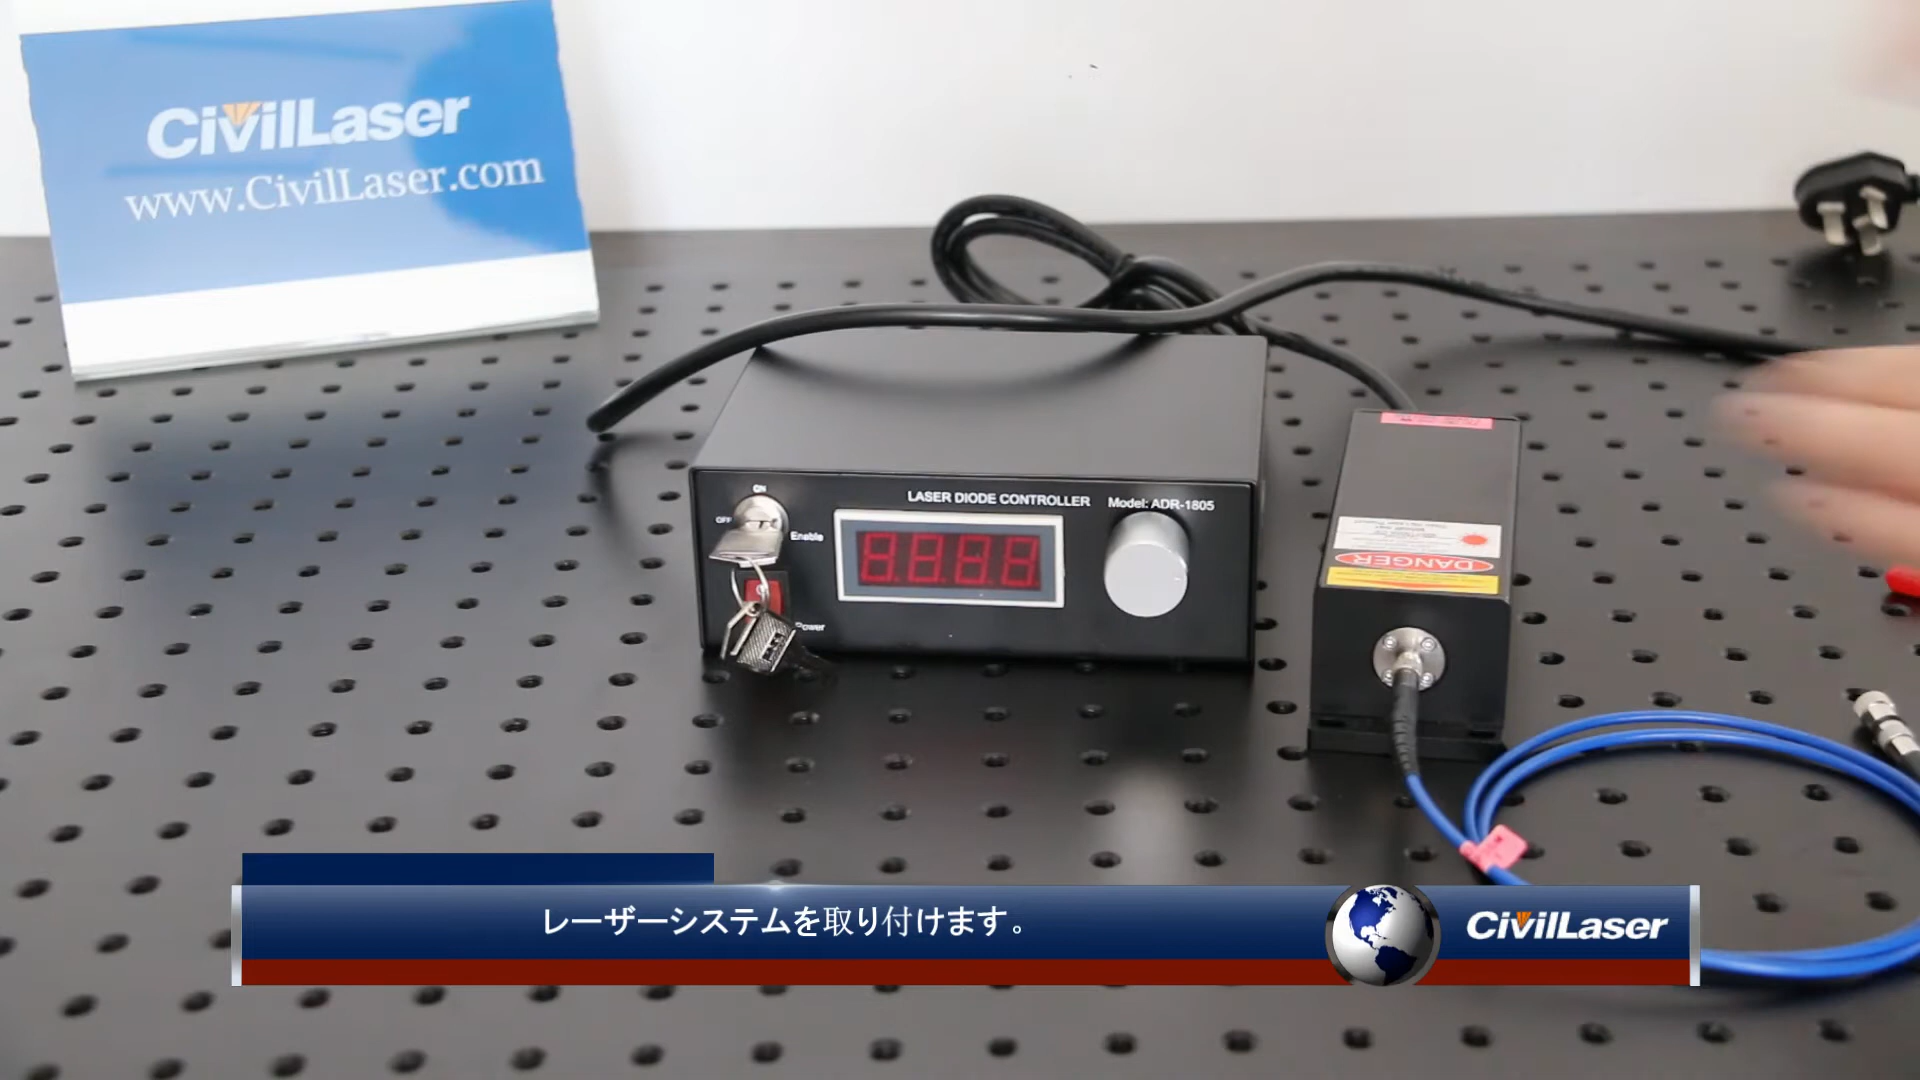 CivilLaser
www.CivilLaser.com
ON
OFF
Enable
Power
LASER DIODE CONTROLLER
Model: ADR-1805
8.8.8.8
DANGER
レーザーシステムを取り付けます。
CivilLaser